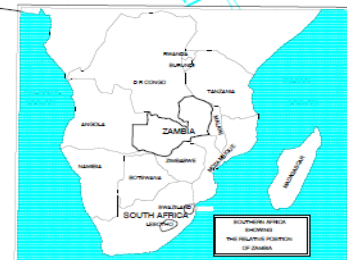 RWANDA
BURUNDI
D R CONGO
TANZANIA
ANGOLA
ZAMBIA
MALAWI
MOZAMBIQUE
ZIMBABWE
NAMIBIA
BOTSWANA
MADAGASCAR
SWAZILAND
SOUTH AFRICA
LESOTHO
SOUTHERN AFRICA
SHOWING
THE RELATIVE POSITION
OF ZAMBIA